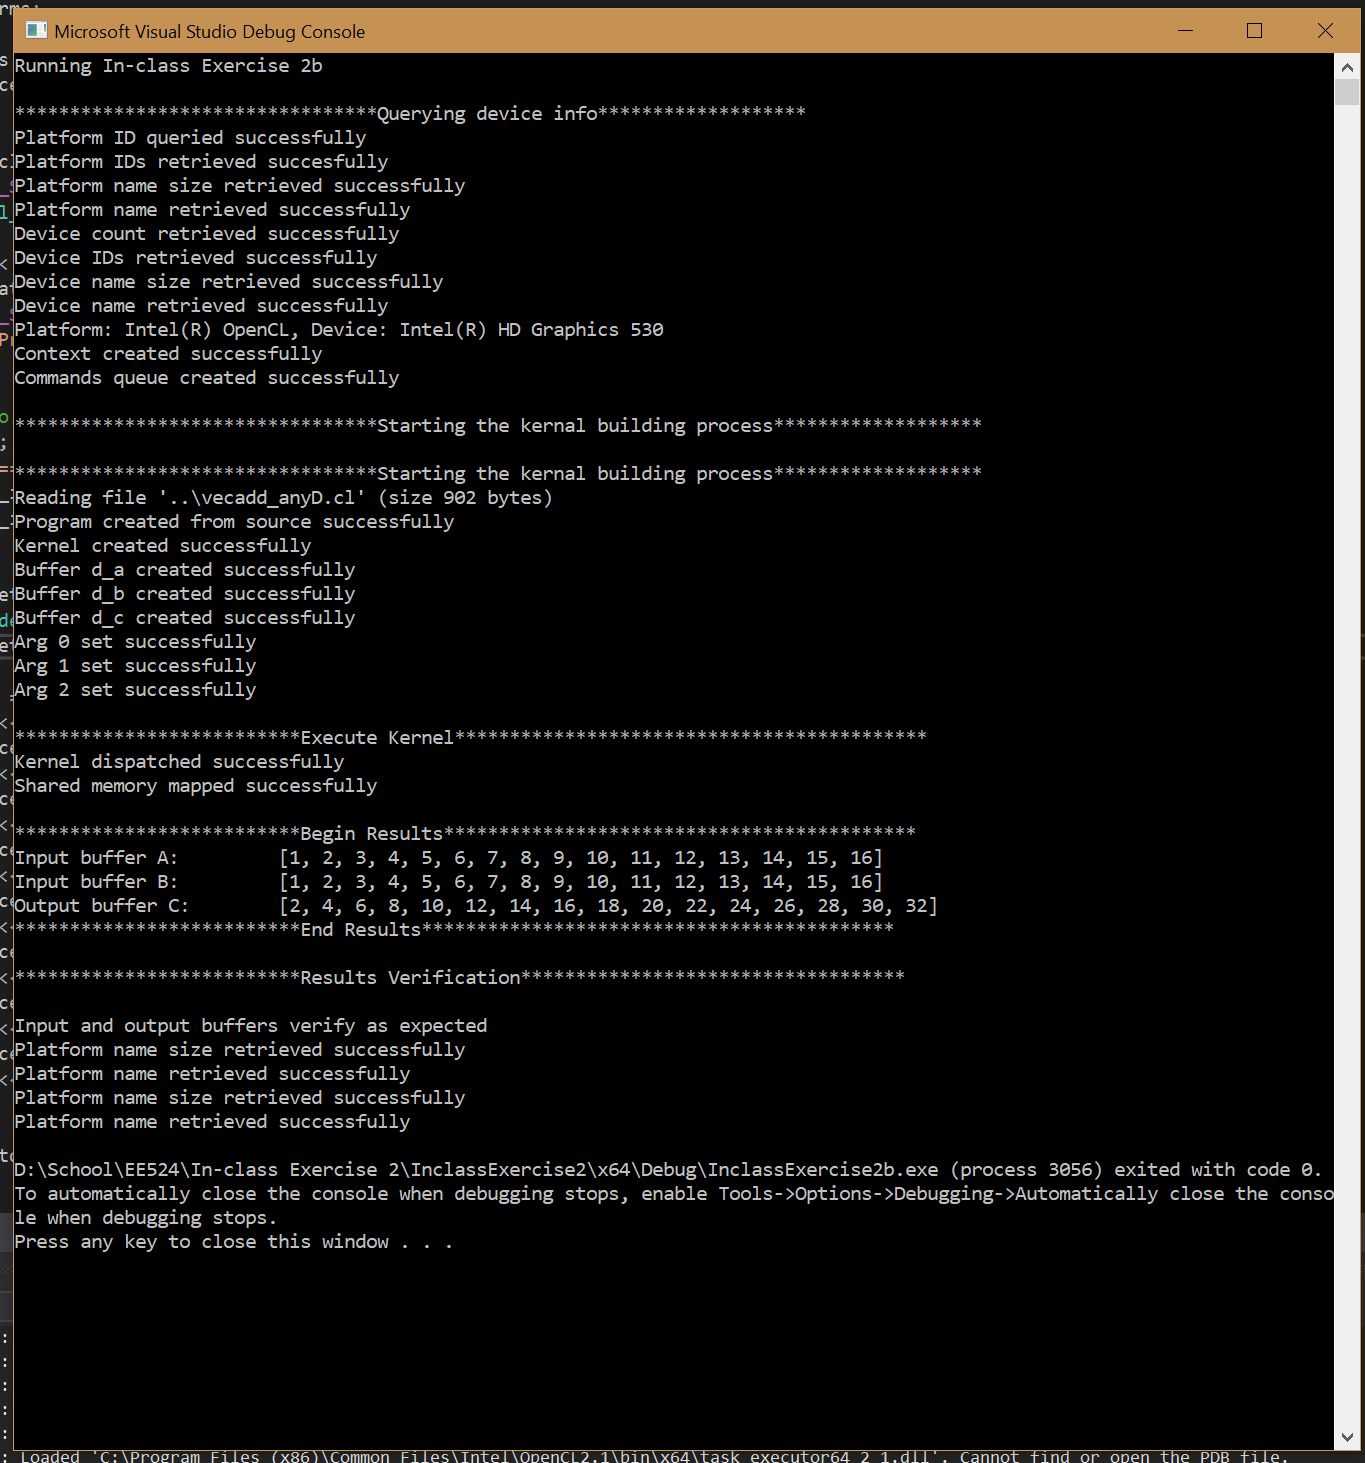 Microsoft Visual Studio Debug Console
Running In-class Exercise 2b
*********************************Querying device info*******************
Platform ID queried successfully
Platform IDs retrieved succesfully
Platform name size retrieved successfully
Platform name retrieved successfully
Device count retrieved successfully
Device IDs retrieved successfully
Device name size retrieved successfully
Device name retrieved successfully
Platform: Intel(R) OpenCL, Device: Intel(R) HD Graphics 530
Context created successfully
Commands queue created successfully
*********************************Starting the kernal building process*******************
*********************************Starting the kernal building process*******************
Reading file '..\vecadd_anyD.cl' (size 902 bytes)
Program created from source successfully
Kernel created successfully
Buffer d_a created successfully
Buffer d_b created successfully
Buffer d_c created successfully
Arg 0 set successfully
Arg 1 set successfully
Arg 2 set successfully
**************************Execute Kernel*******************************************
Kernel dispatched successfully
Shared memory mapped successfully
**************************Begin Results*******************************************
Input buffer A: [1, 2, 3, 4, 5, 6, 7, 8, 9, 10, 11, 12, 13, 14, 15, 16]
Input buffer B: [1, 2, 3, 4, 5, 6, 7, 8, 9, 10, 11, 12, 13, 14, 15, 16]
Output buffer C: [2, 4, 6, 8, 10, 12, 14, 16, 18, 20, 22, 24, 26, 28, 30, 32]
**************************End Results*******************************************
**************************Results Verification***********************************
Input and output buffers verify as expected
Platform name size retrieved successfully
Platform name retrieved successfully
Platform name size retrieved successfully
Platform name retrieved successfully
D:\School\EE524\In-class Exercise 2\InclassExercise2\x64\Debug\InclassExercise2b.exe (process 3056) exited with code 0.
To automatically close the console when debugging stops, enable Tools->Options->Debugging->Automatically close the conso
le when debugging stops.
Press any key to close this window . . .
: Loaded 'C:\Program Files (x86)\Common Files\Intel\OpenCL2.1\bin\x64\task_executor64_2_1.dll'. Cannot find or open the PDB file.